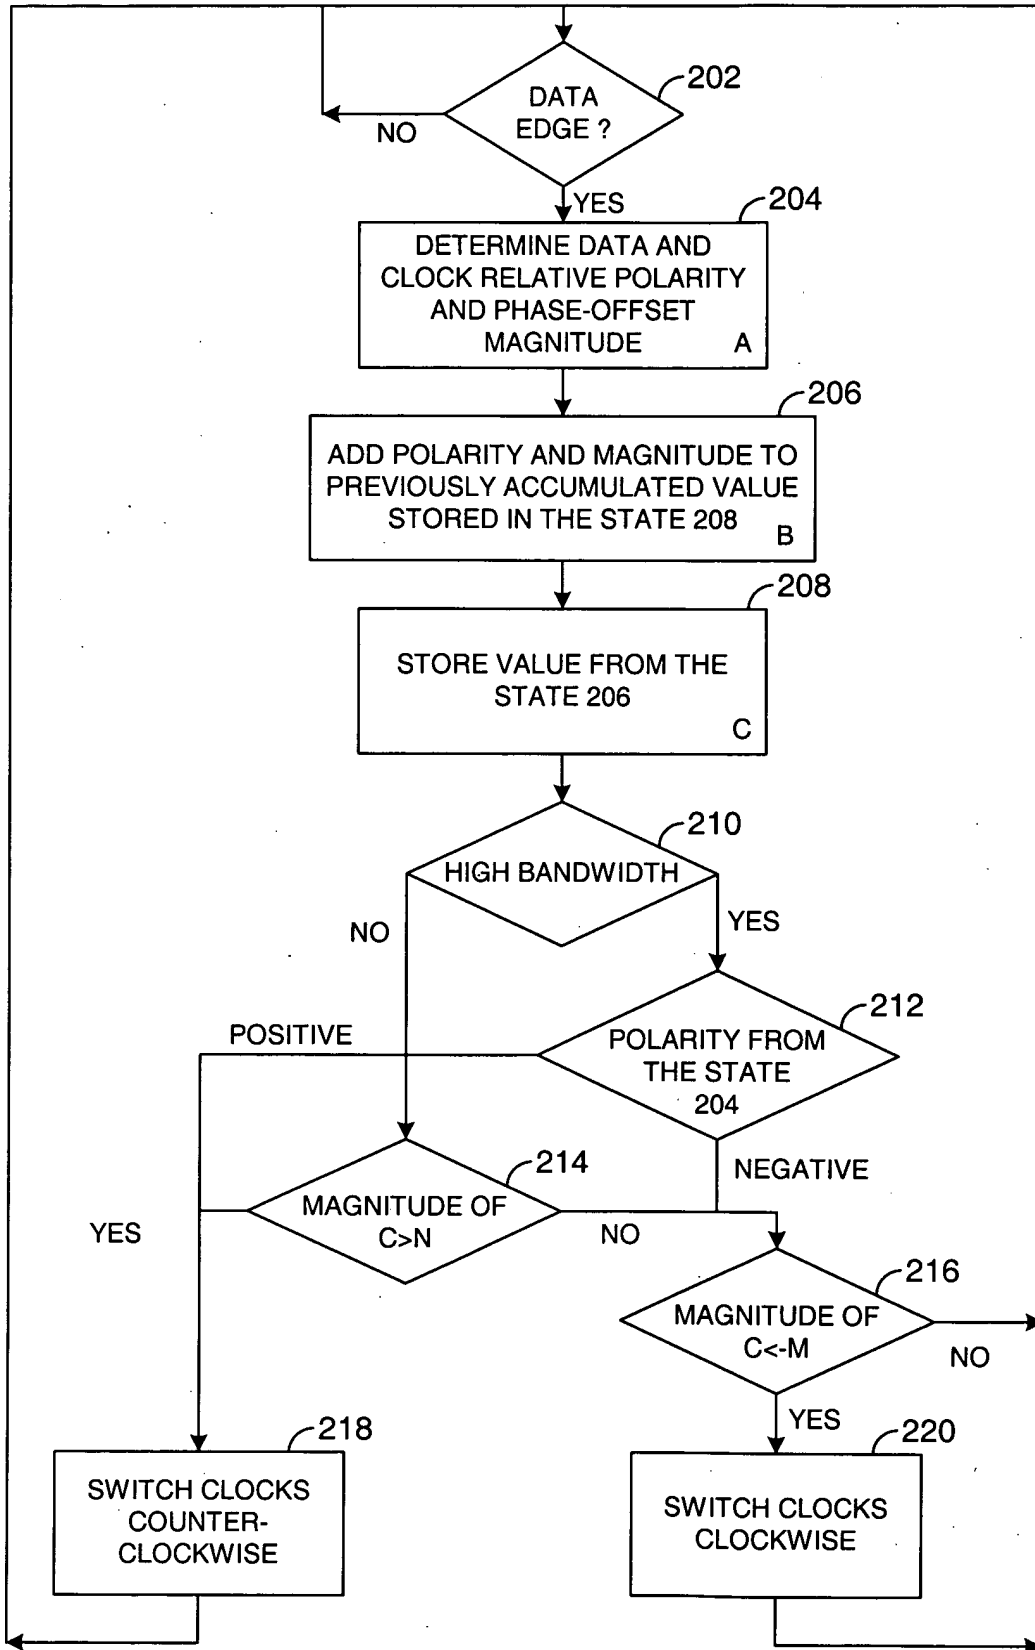 202
DATA
EDGE ?
NO
YES
204
DETERMINE DATA AND
CLOCK RELATIVE POLARITY
AND PHASE-OFFSET
MAGNITUDE
A
206
ADD POLARITY AND MAGNITUDE TO
PREVIOUSLY ACCUMULATED VALUE
STORED IN THE STATE 208
B
208
STORE VALUE FROM THE
STATE 206
C
210
HIGH BANDWIDTH
NO
YES
212
POSITIVE
POLARITY FROM
THE STATE
204
214
NEGATIVE
MAGNITUDE OF
C>N
YES
NO
216
MAGNITUDE OF
C<-M
NO
YES
218
SWITCH CLOCKS
COUNTER-
CLOCKWISE
220
SWITCH CLOCKS
CLOCKWISE